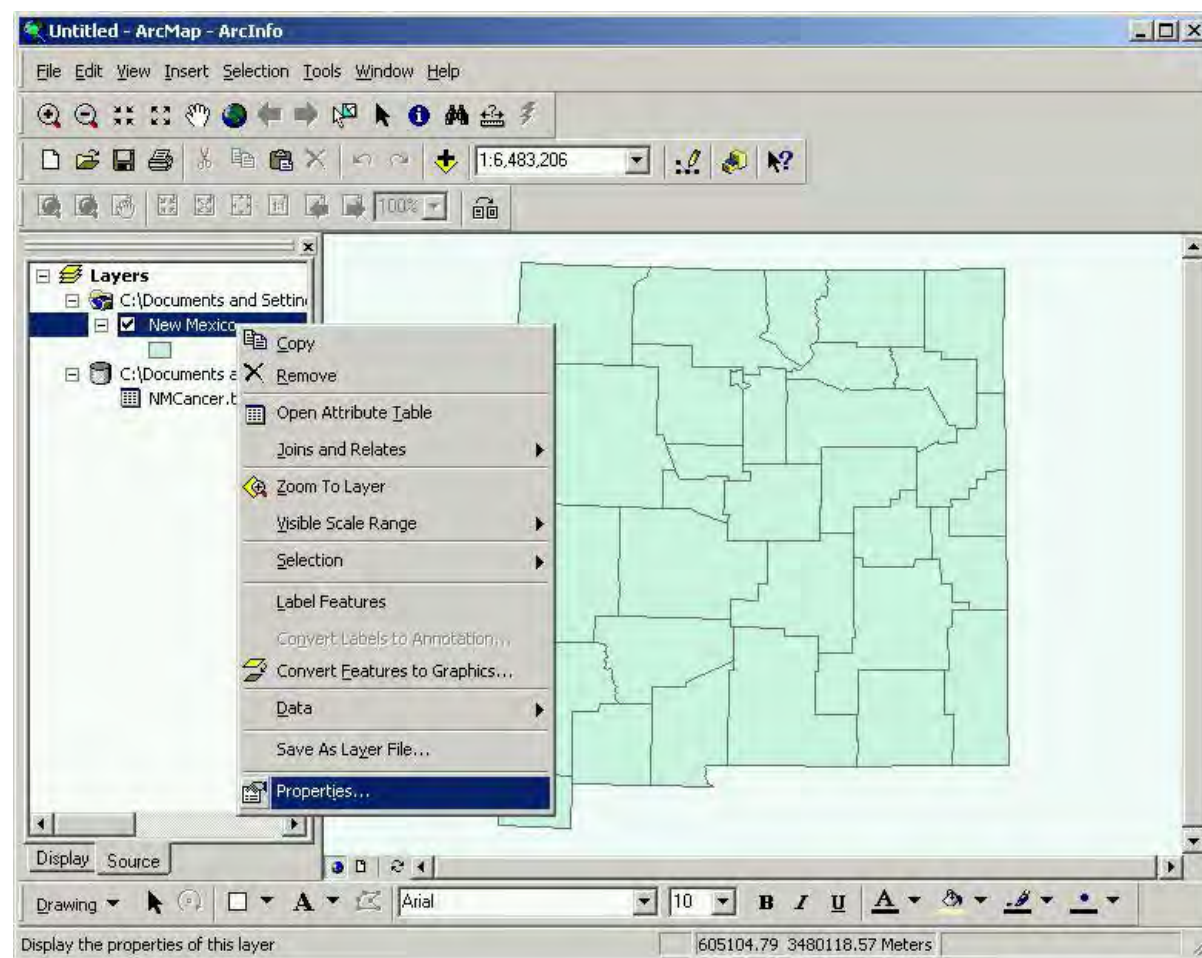 Untitled - ArcMap - ArcInfo
File Edit View Insert Selection Tools Window Help
1:6,483,206
100%
Layers
C:\Documents and Settin
New Mexico
C:\Documents a
NMCancer.t
Copy
Remove
Open Attribute Table
Joins and Relates
Zoom To Layer
Visible Scale Range
Selection
Label Features
Convert Labels to Annotation...
Convert Features to Graphics...
Data
Save As Layer File...
Properties...
Display Source
Drawing A Arial 10 B I U A
Display the properties of this layer 605104.79 3480118.57 Meters